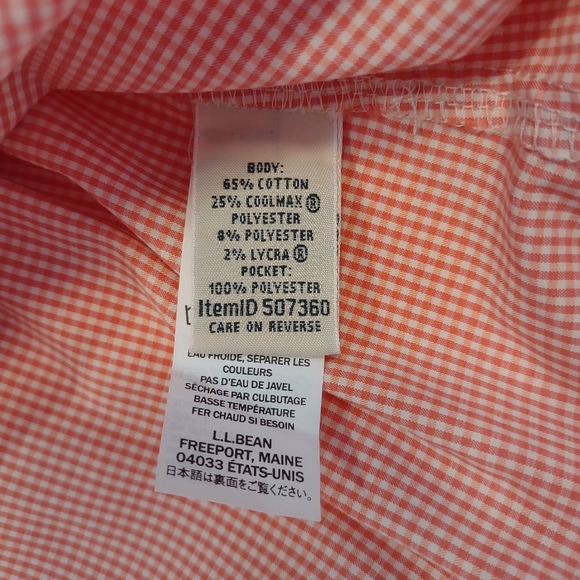 BODY:
65% COTTON
25% COOLMAX®
POLYESTER
8% POLYESTER
2% LYCRA®
POCKET:
100% POLYESTER
ItemID 507360
CARE ON REVERSE
EAU FROIDE, SÉPARER LES
COULEURS
PAS D'EAU DE JAVEL
SÉCHAGE PAR CULBUTAGE
BASSE TEMPÉRATURE
FER CHAUD SI BESOIN
L.L.BEAN
FREEPORT, MAINE
04033 ÉTATS-UNIS
日本語は裏面をご覧ください。